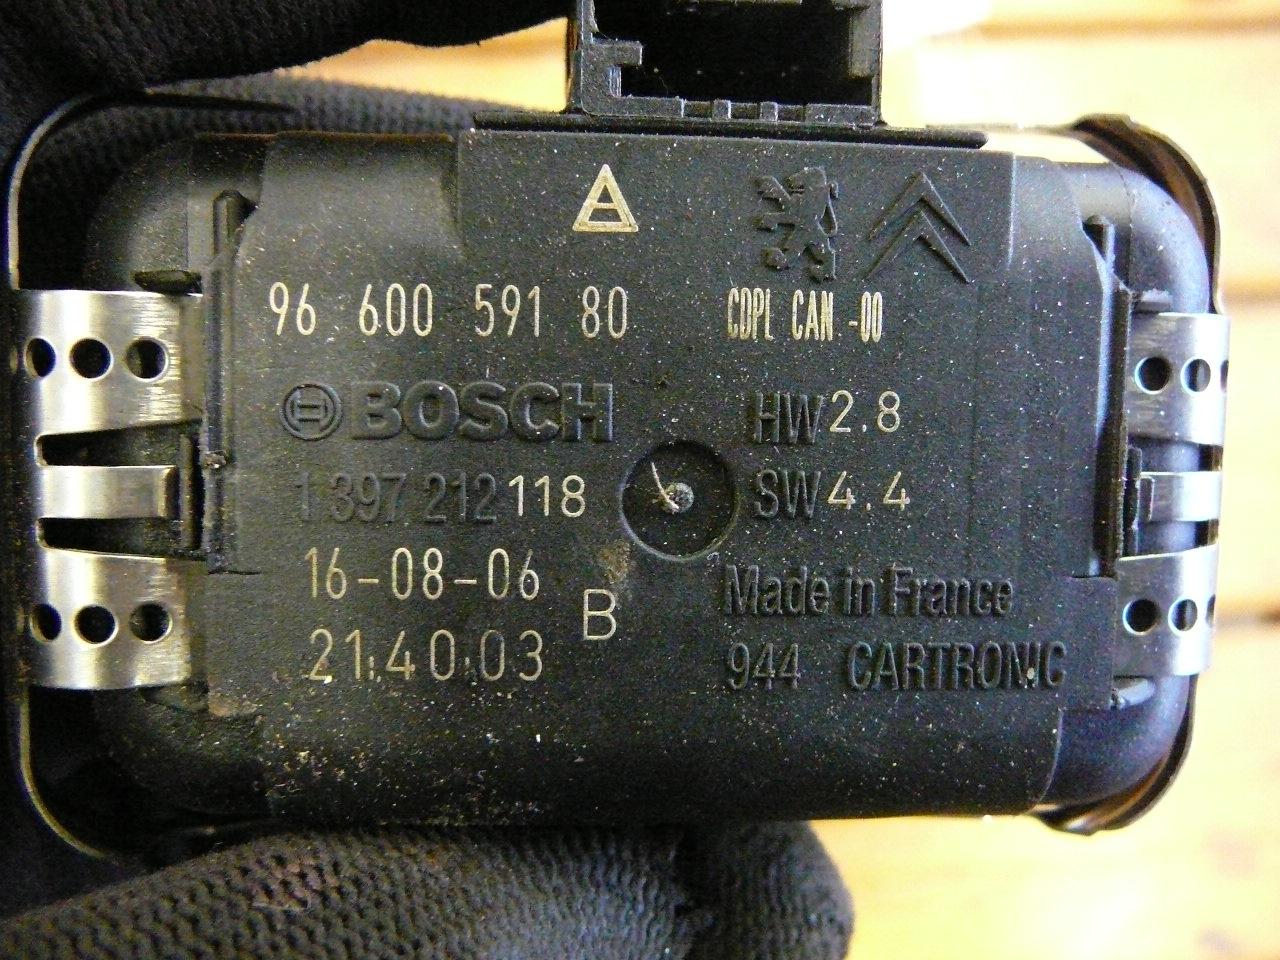 96 600 591 80
CDPL CAN -00
BOSCH
HW2.8
1 397 212 118
SW4.4
16-08-06
B
Made in France
21:40:03
944 CARTRONIC